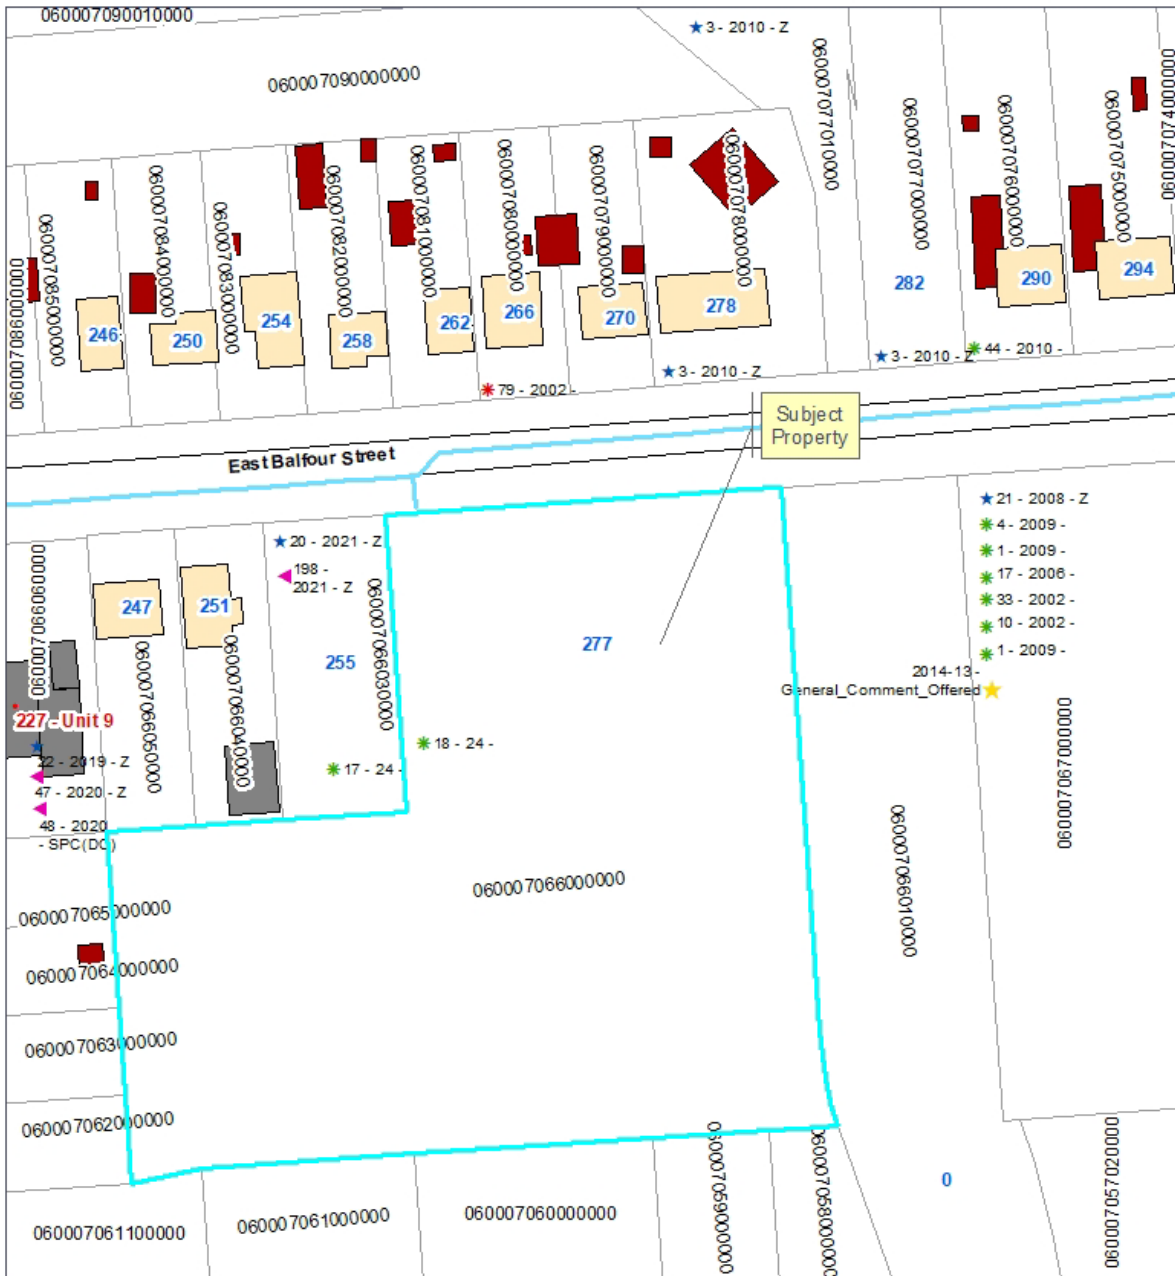 060007090010000
3 - 2010 - Z
060007090000000
060007077010000
060007077000000
060007076000000
060007075000000
060007074000000
060007086000000
060007085000000
060007084000000
060007083000000
060007082000000
060007081000000
060007080000000
060007079000000
060007078000000
246
250
254
258
262
266
270
278
282
290
294
79 - 2002 -
3 - 2010 - Z
3 - 2010 - Z
44 - 2010 -
Subject
Property
East Balfour Street
20 - 2021 - Z
198 -
2021 - Z
21 - 2008 - Z
4 - 2009 -
1 - 2009 -
17 - 2006 -
33 - 2002 -
10 - 2002 -
1 - 2009 -
2014-13 -
General_Comment_Offered
060007066060000
247
251
255
277
060007066050000
060007066040000
060007066030000
227 - Unit 9
22 - 2019 - Z
47 - 2020 - Z
48 - 2020
- SPC(DO)
17 - 24 -
18 - 24 -
060007067000000
060007066010000
060007066000000
060007065000000
060007064000000
060007063000000
060007062000000
060007061100000
060007061000000
060007060000000
060007059000000
060007058000000
0
060007057020000